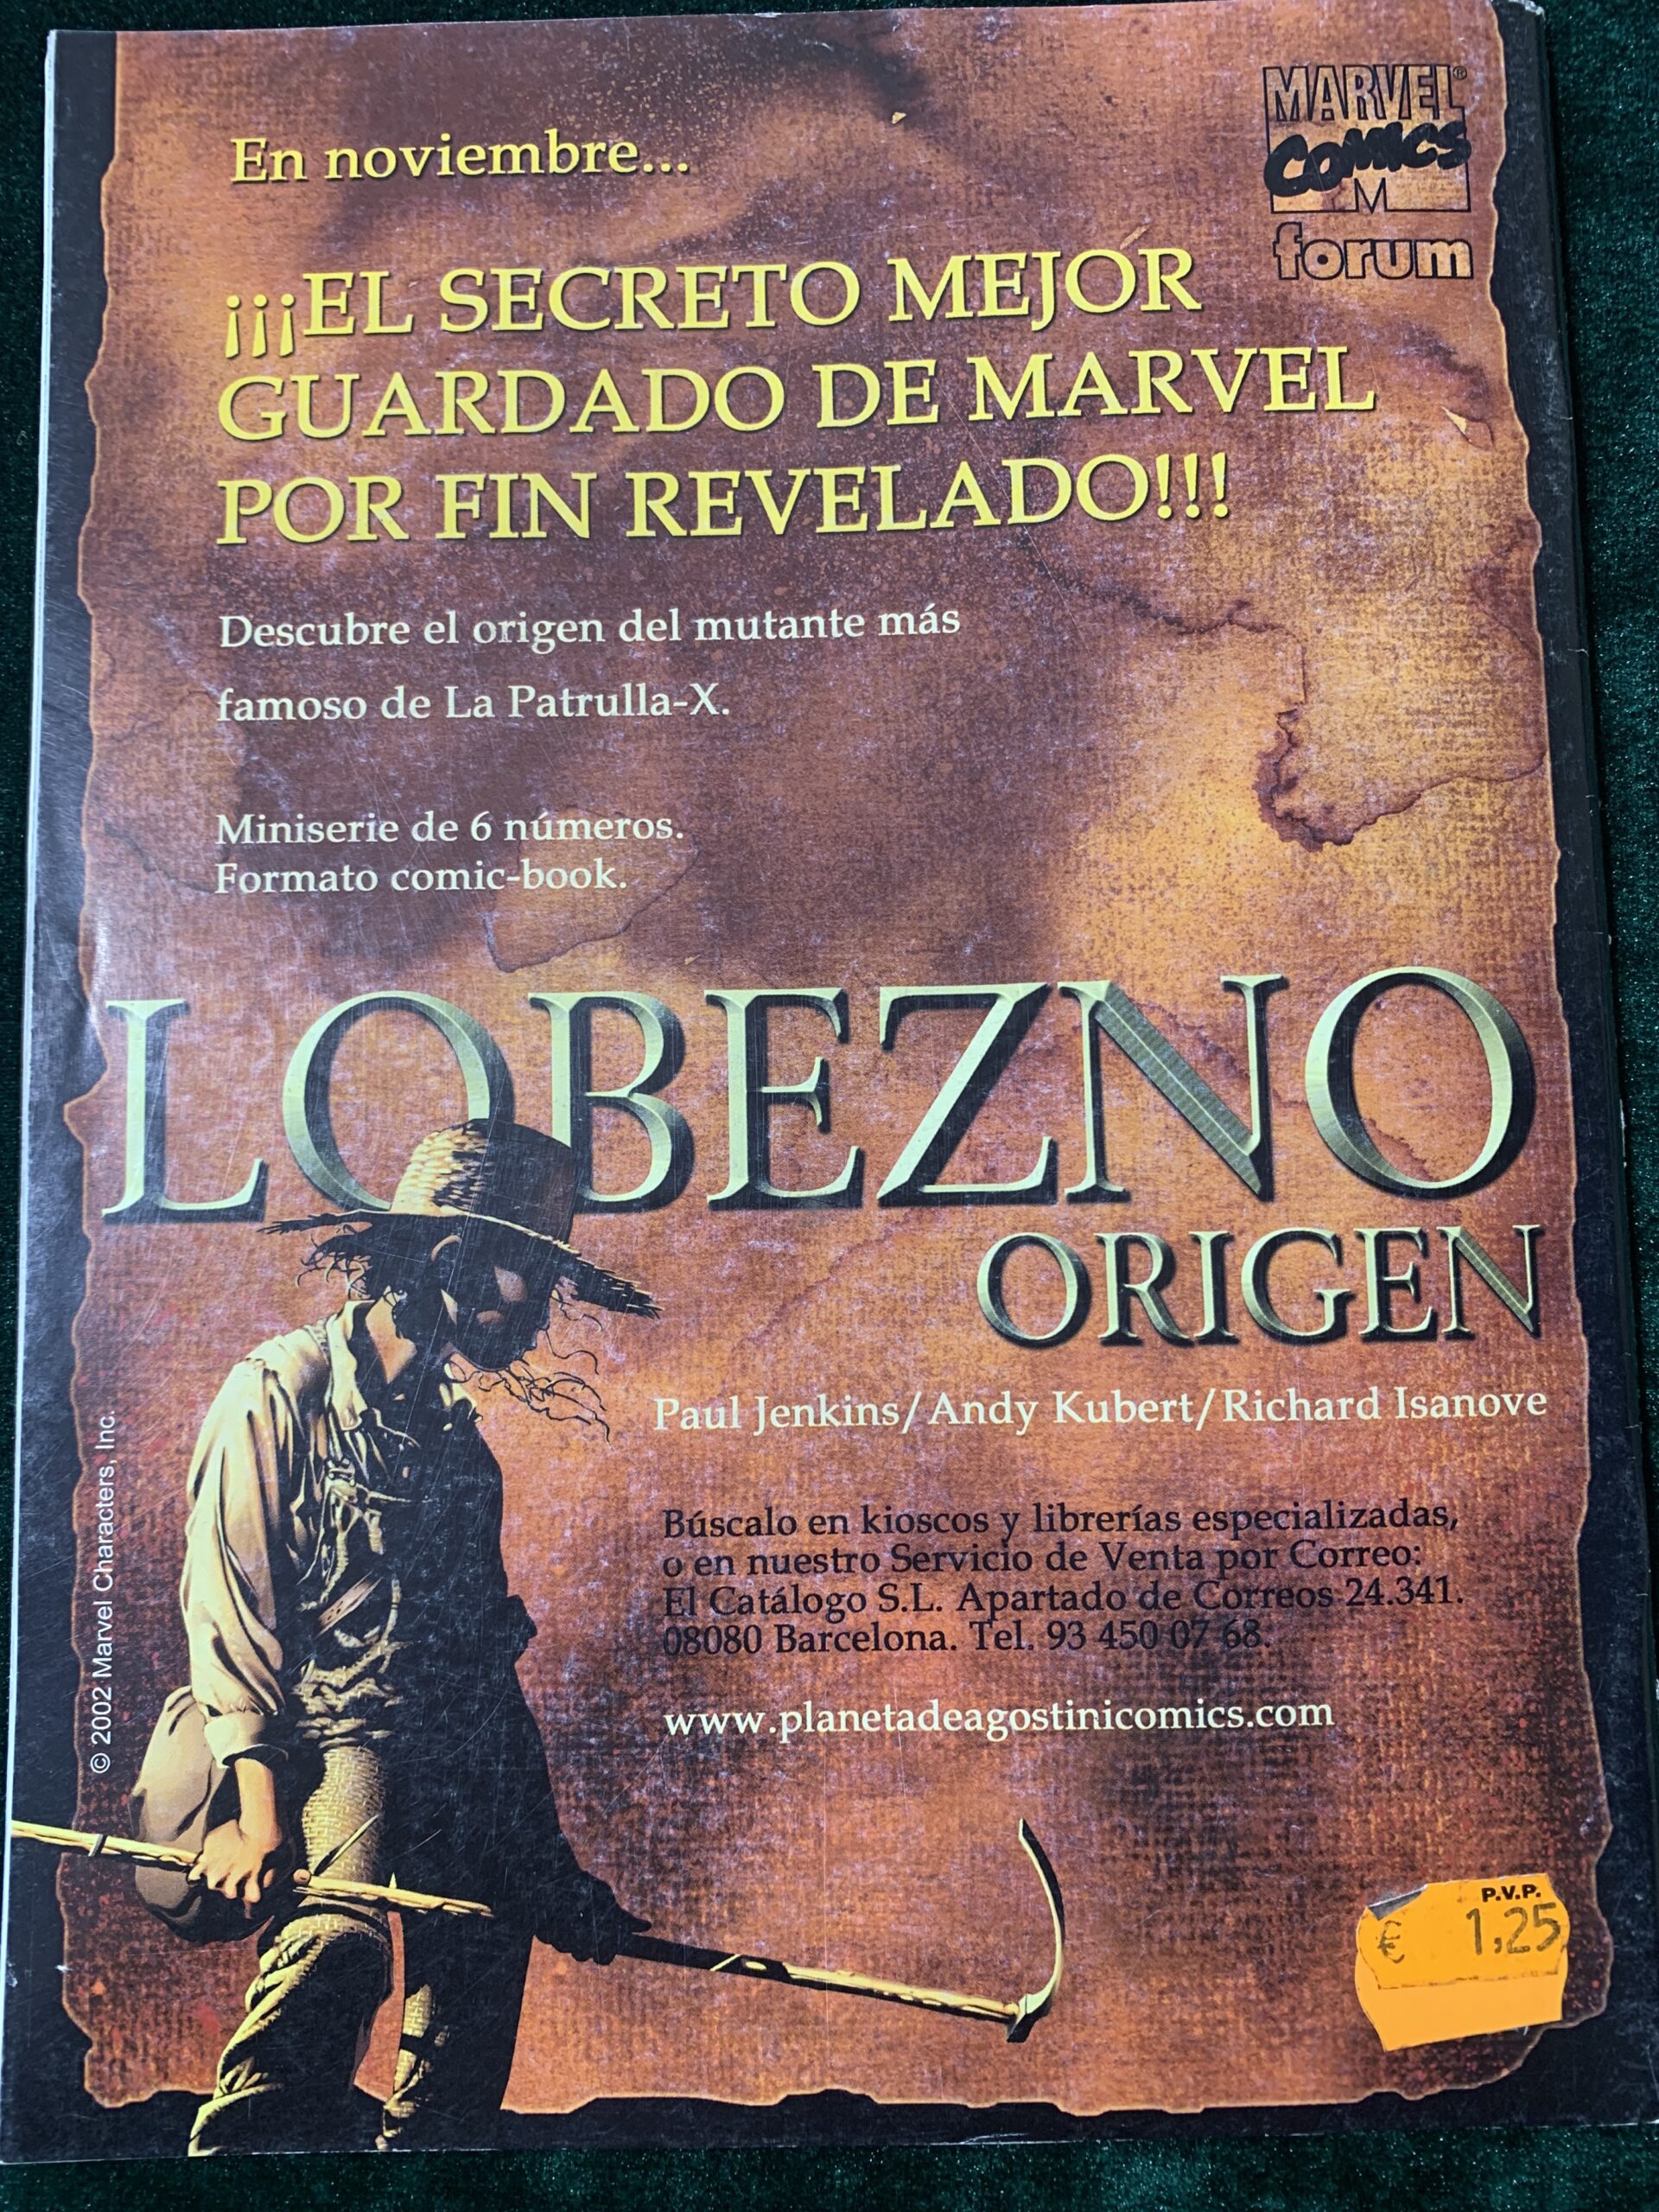 MARVEL®
COMICS
M
forum
En noviembre...
¡¡¡EL SECRETO MEJOR
GUARDADO DE MARVEL
POR FIN REVELADO!!!
Descubre el origen del mutante más
famoso de La Patrulla-X.
Miniserie de 6 números.
Formato comic-book.
LOBEZNO
ORIGEN
Paul Jenkins/Andy Kubert/Richard Isanove
Búscalo en kioscos y librerías especializadas,
o en nuestro Servicio de Venta por Correo:
El Catálogo S.L. Apartado de Correos 24.341.
08080 Barcelona. Tel. 93 450 07 68.
www.planetadeagostinicomics.com
© 2002 Marvel Characters, Inc.
P.V.P.
€ 1,25